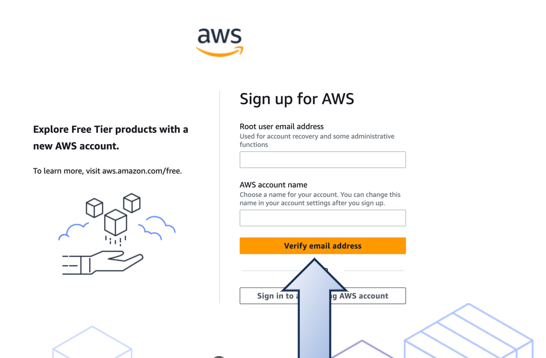 aws
Sign up for AWS
Explore Free Tier products with a
new AWS account.
To learn more, visit aws.amazon.com/free.
Root user email address
Used for account recovery and some administrative
functions
AWS account name
Choose a name for your account. You can change this
name in your account settings after you sign up.
Verify email address
Sign in to AWS account